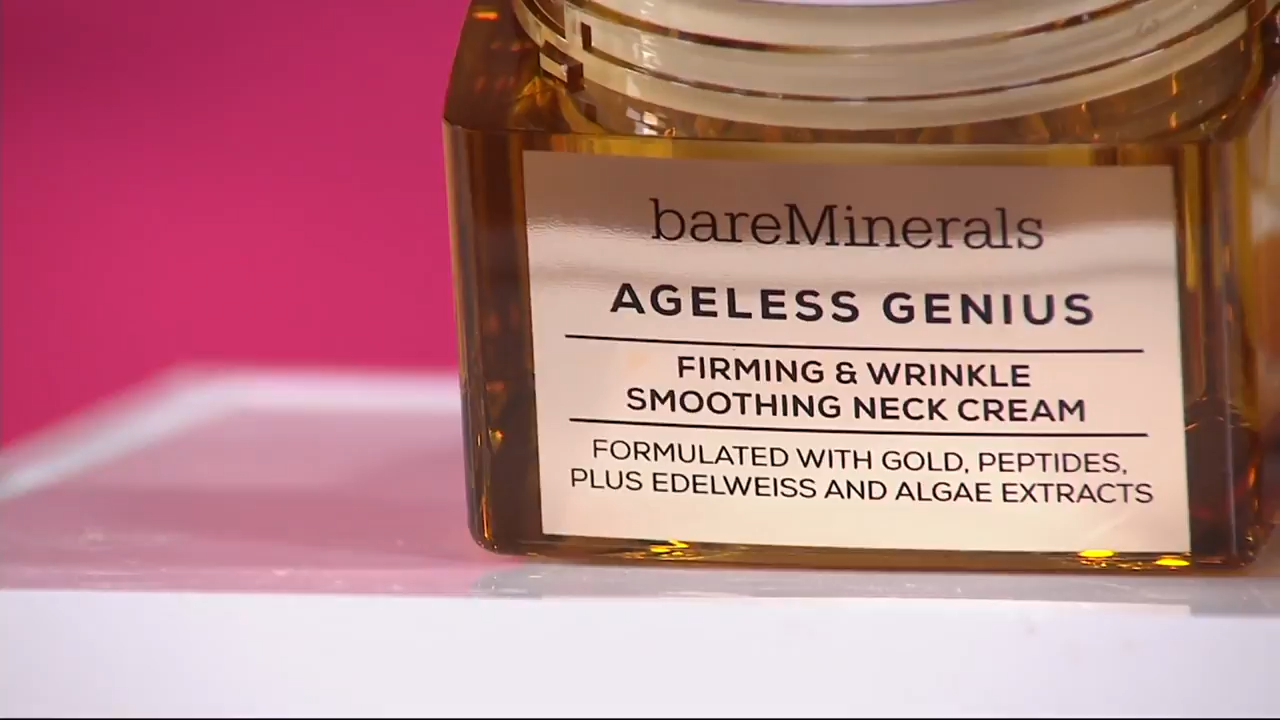 bareMinerals
AGELESS GENIUS
FIRMING & WRINKLE
SMOOTHING NECK CREAM
FORMULATED WITH GOLD, PEPTIDES,
PLUS EDELWEISS AND ALGAE EXTRACTS